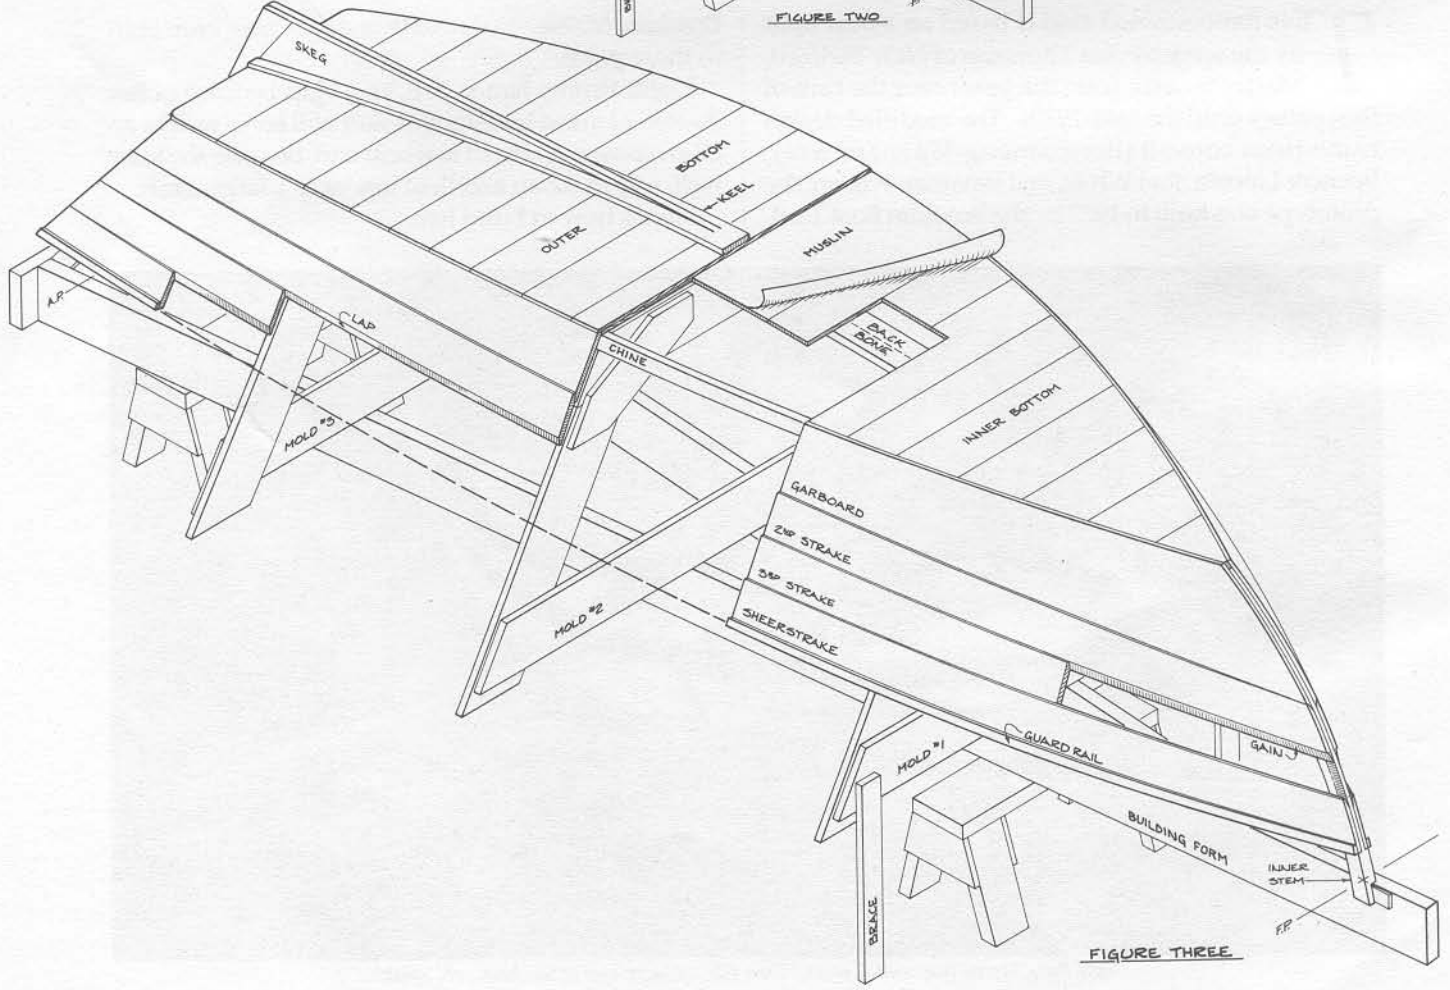 FIGURE TWO
SKEG
BOTTOM
KEEL
OUTER
MUSLIN
A.P.
LAP
BACK
BONE
CHINE
INNER BOTTOM
MOLD #3
GARBOARD
2ND STRAKE
3RD STRAKE
MOLD #2
SHEERSTRAKE
GUARD RAIL
GAIN
MOLD #1
BUILDING FORM
INNER
STEM
BRACE
F.P.
FIGURE THREE